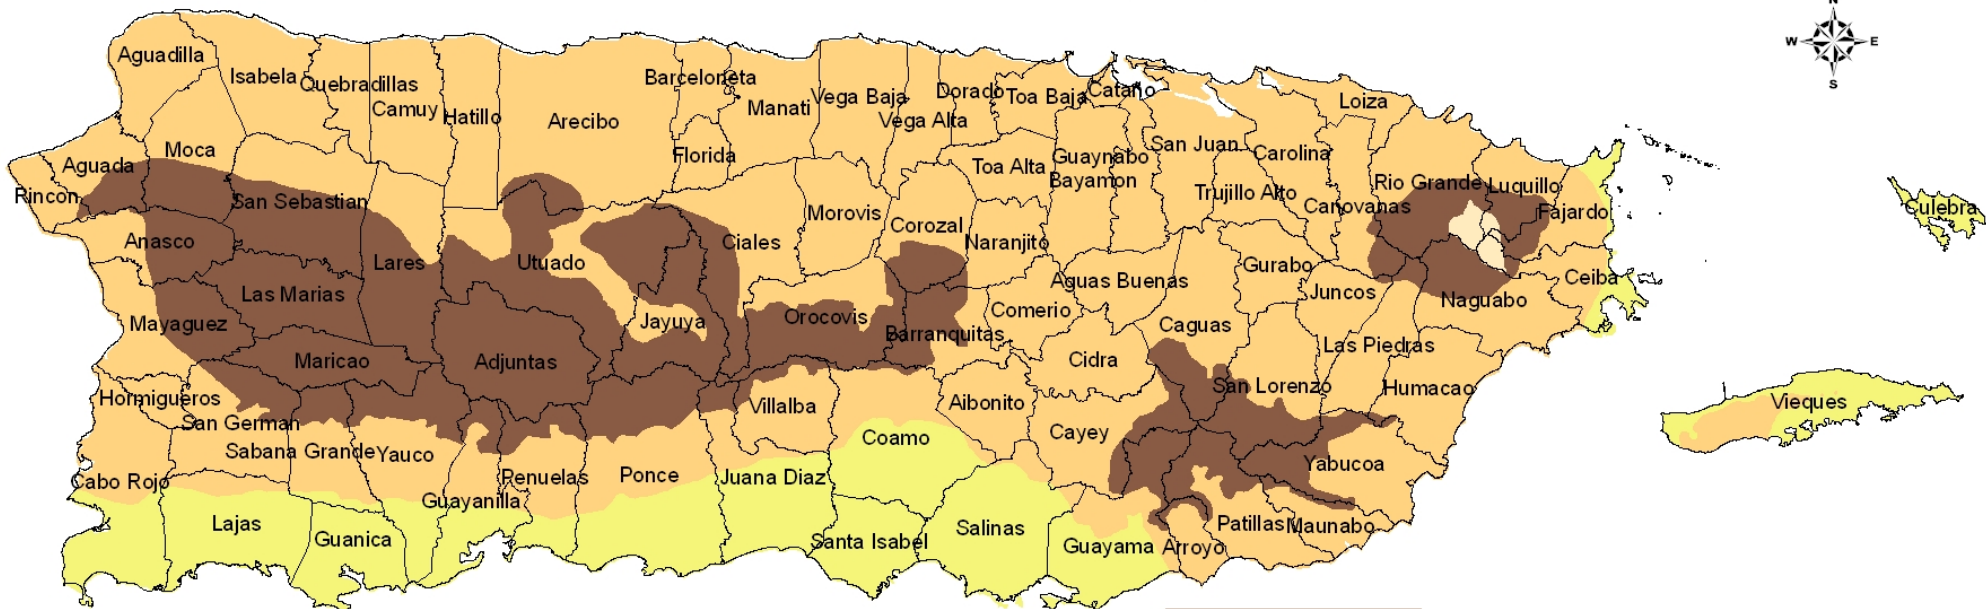 N
W E
S
Aguadilla
Isabela
Quebradillas
Camuy
Hatillo
Arecibo
Barceloneta
Manati
Vega Baja
Vega Alta
Dorado
Toa Baja
Cataño
Loiza
Aguada
Moca
Florida
Toa Alta
Guaynabo
Bayamon
San Juan
Carolina
Trujillo Alto
Canovanas
Rio Grande
Luquillo
Fajardo
Culebra
Rincon
San Sebastian
Morovis
Corozal
Naranjito
Anasco
Lares
Utuado
Ciales
Aguas Buenas
Gurabo
Juncos
Naguabo
Ceiba
Las Marias
Mayaguez
Jayuya
Orocovis
Barranquitas
Comerio
Caguas
Las Piedras
Maricao
Adjuntas
Cidra
San Lorenzo
Humacao
Hormigueros
San German
Villalba
Aibonito
Vieques
Sabana Grande
Yauco
Coamo
Cayey
Yabucoa
Cabo Rojo
Guayanilla
Penuelas
Ponce
Juana Diaz
Lajas
Guanica
Santa Isabel
Salinas
Guayama
Arroyo
Patillas
Maunabo